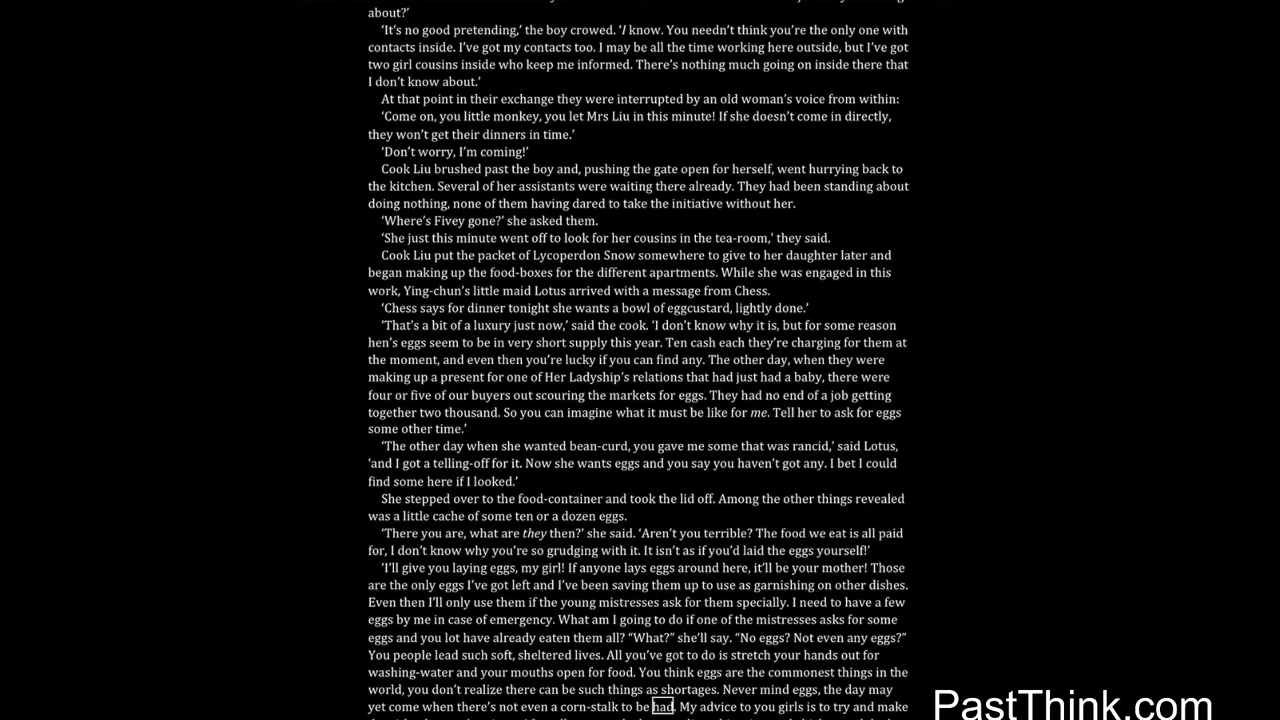 about?’
‘It’s no good pretending,’ the boy crowed. ‘I know. You needn’t think you’re the only one with
contacts inside. I’ve got my contacts too. I may be all the time working here outside, but I’ve got
two girl cousins inside who keep me informed. There’s nothing much going on inside there that
I don’t know about.’
At that point in their exchange they were interrupted by an old woman’s voice from within:
‘Come on, you little monkey, you let Mrs Liu in this minute! If she doesn’t come in directly,
they won’t get their dinners in time.’
‘Don’t worry, I’m coming!’
Cook Liu brushed past the boy and, pushing the gate open for herself, went hurrying back to
the kitchen. Several of her assistants were waiting there already. They had been standing about
doing nothing, none of them having dared to take the initiative without her.
‘Where’s Fivey gone?’ she asked them.
‘She just this minute went off to look for her cousins in the tea-room,’ they said.
Cook Liu put the packet of Lycoperdon Snow somewhere to give to her daughter later and
began making up the food-boxes for the different apartments. While she was engaged in this
work, Ying-chun’s little maid Lotus arrived with a message from Chess.
‘Chess says for dinner tonight she wants a bowl of eggcustard, lightly done.’
‘That’s a bit of a luxury just now,’ said the cook. ‘I don’t know why it is, but for some reason
hen’s eggs seem to be in very short supply this year. Ten cash each they’re charging for them at
the moment, and even then you’re lucky if you can find any. The other day, when they were
making up a present for one of Her Ladyship’s relations that had just had a baby, there were
four or five of our buyers out scouring the markets for eggs. They had no end of a job getting
together two thousand. So you can imagine what it must be like for me. Tell her to ask for eggs
some other time.’
‘The other day when she wanted bean-curd, you gave me some that was rancid,’ said Lotus,
‘and I got a telling-off for it. Now she wants eggs and you say you haven’t got any. I bet I could
find some here if I looked.’
She stepped over to the food-container and took the lid off. Among the other things revealed
was a little cache of some ten or a dozen eggs.
‘There you are, what are they then?’ she said. ‘Aren’t you terrible? The food we eat is all paid
for, I don’t know why you’re so grudging with it. It isn’t as if you’d laid the eggs yourself!’
‘I’ll give you laying eggs, my girl! If anyone lays eggs around here, it’ll be your mother! Those
are the only eggs I’ve got left and I’ve been saving them up to use as garnishing on other dishes.
Even then I’ll only use them if the young mistresses ask for them specially. I need to have a few
eggs by me in case of emergency. What am I going to do if one of the mistresses asks for some
eggs and you lot have already eaten them all? “What?” she’ll say. “No eggs? Not even any eggs?”
You people lead such soft, sheltered lives. All you’ve got to do is stretch your hands out for
washing-water and your mouths open for food. You think eggs are the commonest things in the
world, you don’t realize there can be such things as shortages. Never mind eggs, the day may
yet come when there’s not even a corn-stalk to be had. My advice to you girls is to try and make
PastThink.com